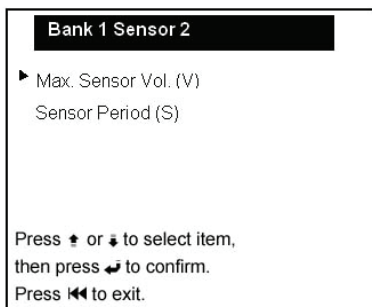 Bank 1 Sensor 2
Max. Sensor Vol. (V)
Sensor Period (S)
Press ⬆ or ⬇ to select item,
then press ↵ to confirm.
Press ⏮ to exit.